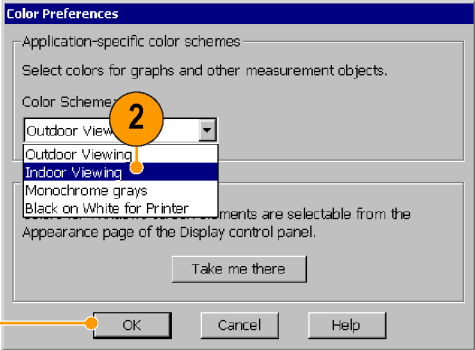 Color Preferences
Application-specific color schemes
Select colors for graphs and other measurement objects.
Color Scheme:
2
Outdoor View
Outdoor Viewing
Indoor Viewing
Monochrome grays
Black on White for Printer
are selectable from the
Appearance page of the Display control panel.
Take me there
OK Cancel Help